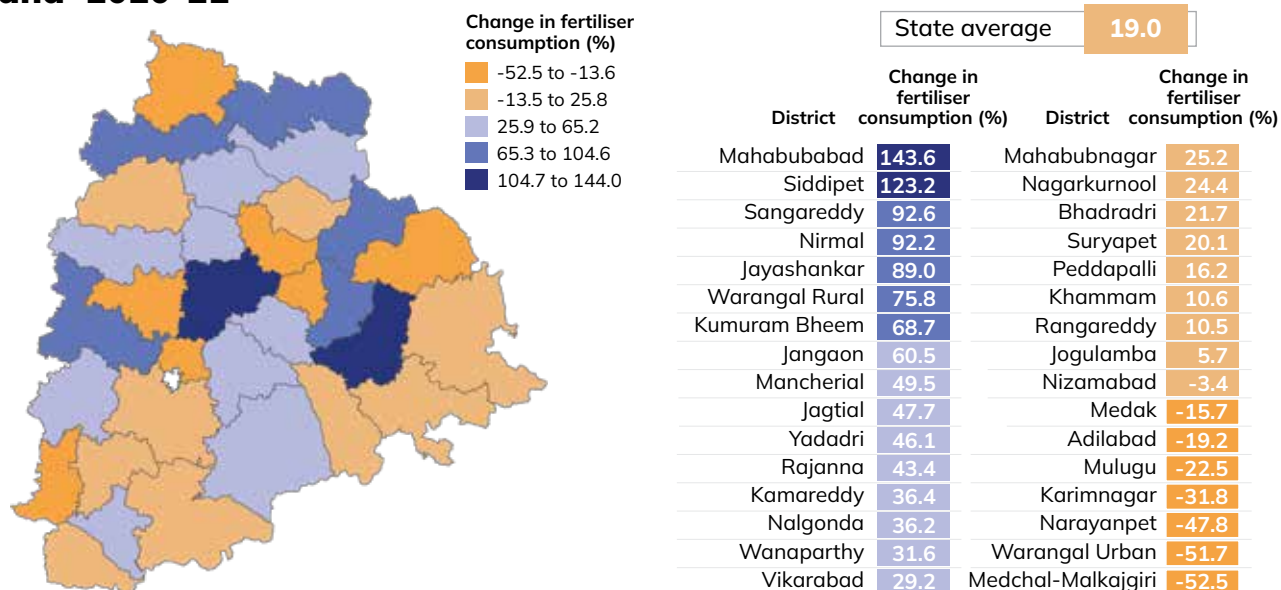 2020-21
Change in fertiliser
consumption (%)
-52.5 to -13.6
-13.5 to 25.8
25.9 to 65.2
65.3 to 104.6
104.7 to 144.0
State average 19.0
District Change in fertiliser consumption (%) District Change in fertiliser consumption (%)
Mahabubabad 143.6 Mahabubnagar 25.2
Siddipet 123.2 Nagarkurnool 24.4
Sangareddy 92.6 Bhadradri 21.7
Nirmal 92.2 Suryapet 20.1
Jayashankar 89.0 Peddapalli 16.2
Warangal Rural 75.8 Khammam 10.6
Kumuram Bheem 68.7 Rangareddy 10.5
Jangaon 60.5 Jogulamba 5.7
Mancherial 49.5 Nizamabad -3.4
Jagtial 47.7 Medak -15.7
Yadadri 46.1 Adilabad -19.2
Rajanna 43.4 Mulugu -22.5
Kamareddy 36.4 Karimnagar -31.8
Nalgonda 36.2 Narayanpet -47.8
Wanaparthy 31.6 Warangal Urban -51.7
Vikarabad 29.2 Medchal-Malkajgiri -52.5